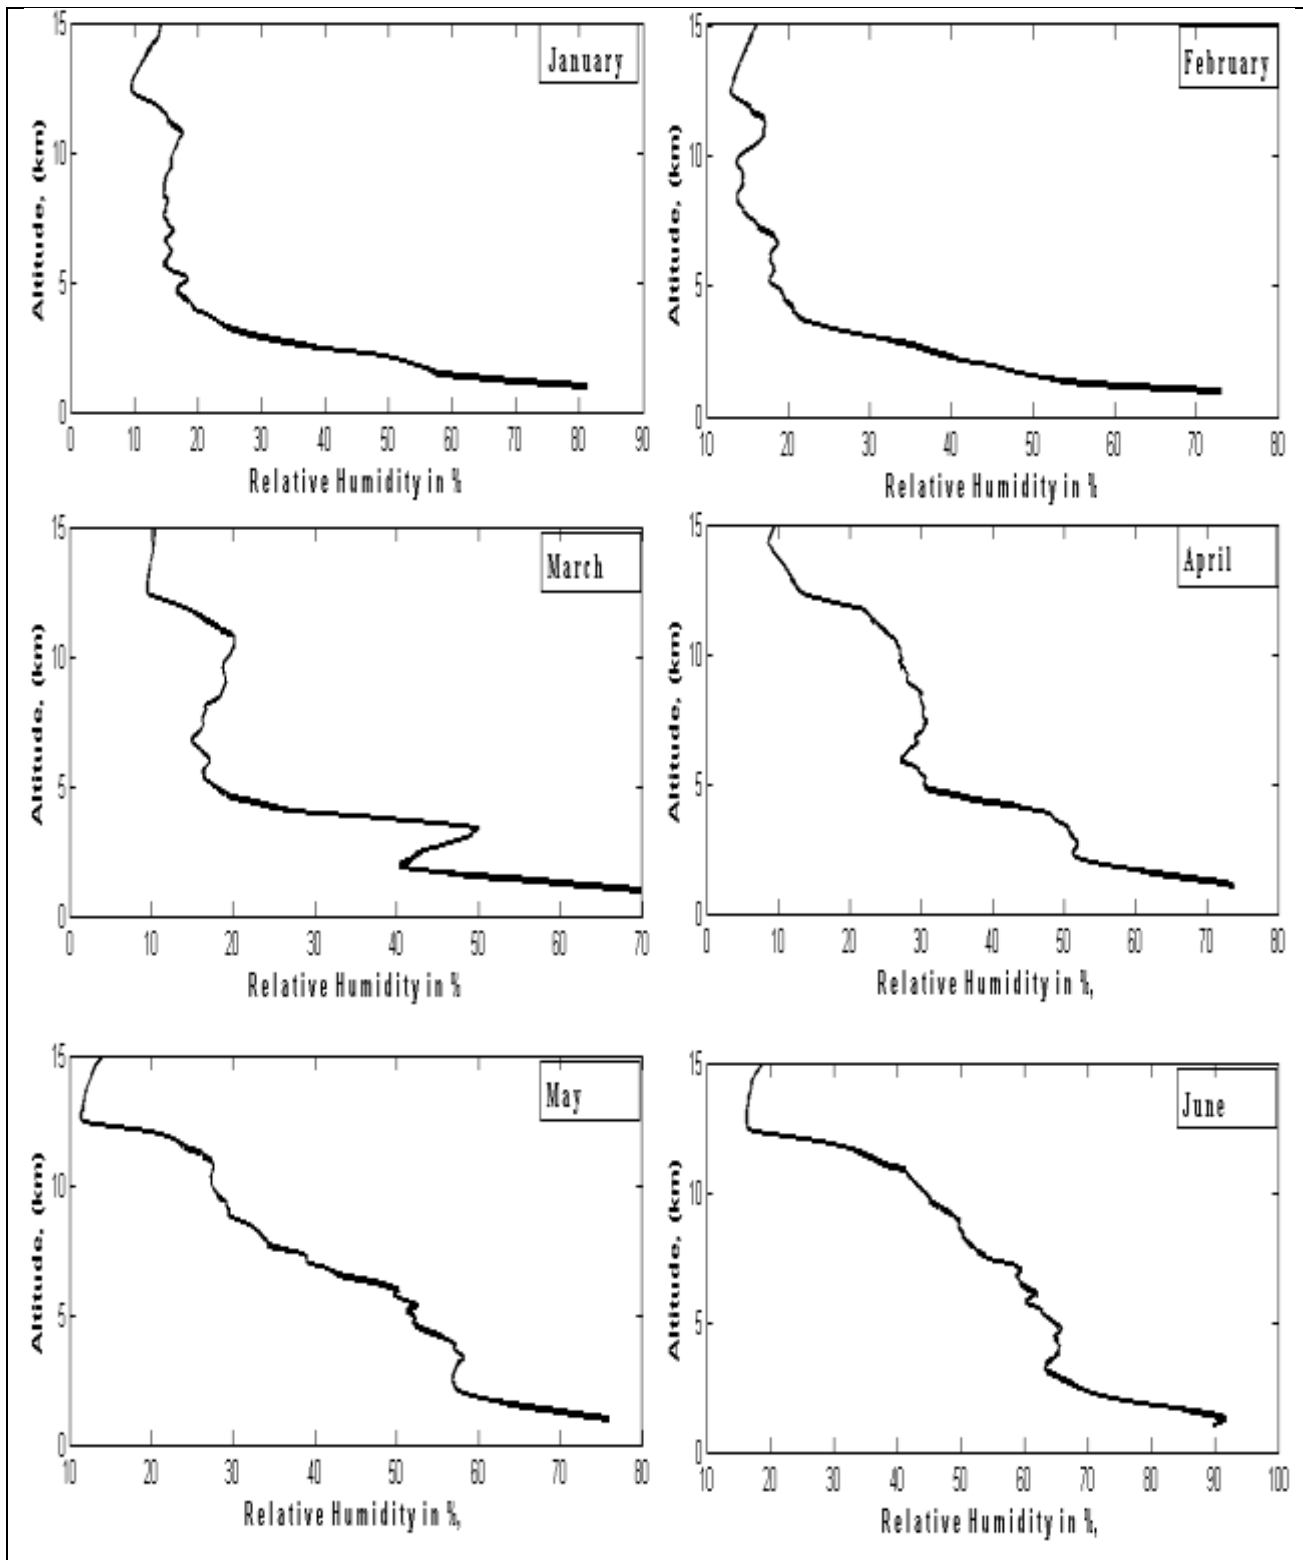 15
January
Altitude, (km)
10
5
0
0 10 20 30 40 50 60 70 80 90
Relative Humidity in %
15
February
Altitude, (km)
10
5
0
10 20 30 40 50 60 70 80
Relative Humidity in %
15
March
Altitude, (km)
10
5
0
0 10 20 30 40 50 60 70
Relative Humidity in %
15
April
Altitude, (km)
10
5
0
0 10 20 30 40 50 60 70 80
Relative Humidity in %,
15
May
Altitude, (km)
10
5
0
10 20 30 40 50 60 70 80
Relative Humidity in %,
15
June
Altitude, (km)
10
5
0
10 20 30 40 50 60 70 80 90 100
Relative Humidity in %,